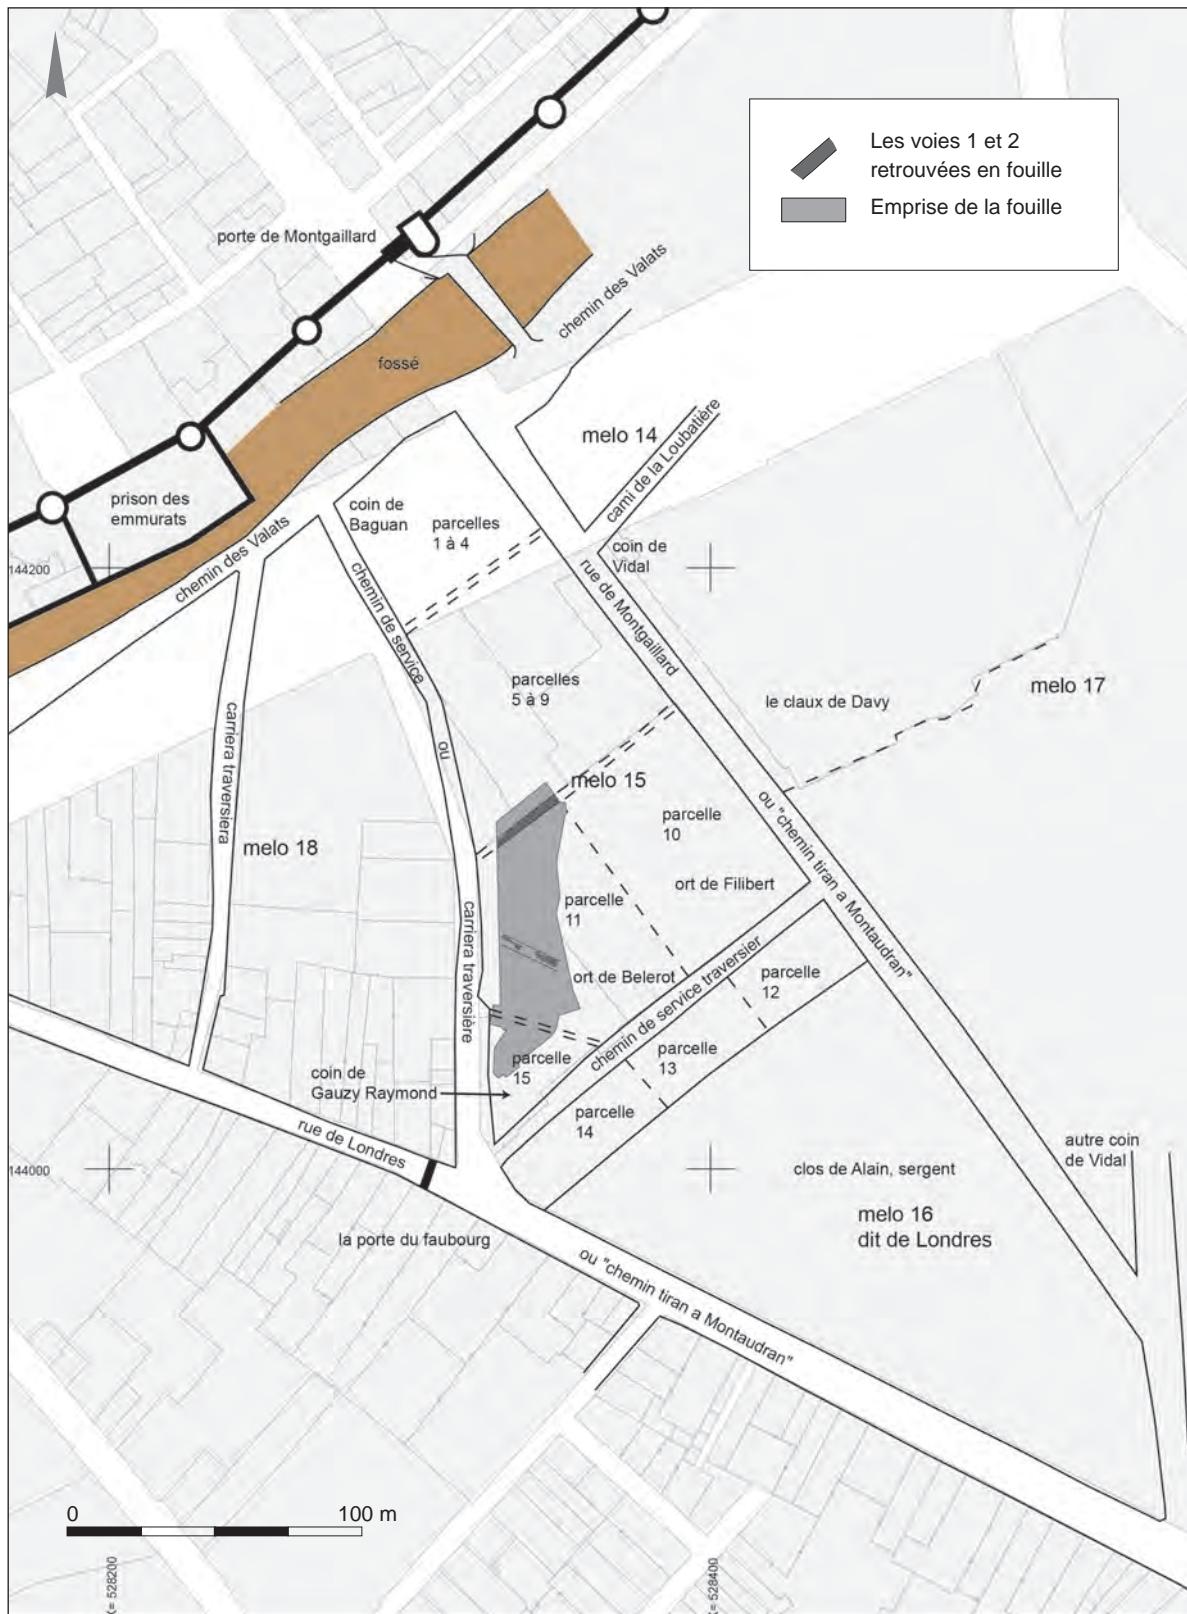 Les voies 1 et 2
retrouvées en fouille
Emprise de la fouille
porte de Montgaillard
chemin des Valats
fossé
melo 14
cami de la Loubatière
prison des
emmurats
coin de
Baguan
parcelles
1 à 4
coin de
Vidal
144200
chemin des Valats
chemin de service
rue de Montgaillard
parcelles
5 à 9
melo 17
le claux de Davy
carriera traversiera
ou
melo 15
ou "chemin tiran a Montaudran"
parcelle
10
melo 18
ort de Filibert
parcelle
11
carriera traversière
ort de Belerot
parcelle
12
chemin de service traversier
parcelle
13
parcelle
15
coin de
Gauzy Raymond
parcelle
14
rue de Londres
autre coin
de Vidal
144000
clos de Alain, sergent
melo 16
dit de Londres
la porte du faubourg
ou "chemin tiran a Montaudran"
0 100 m
X= 528200
X= 528400